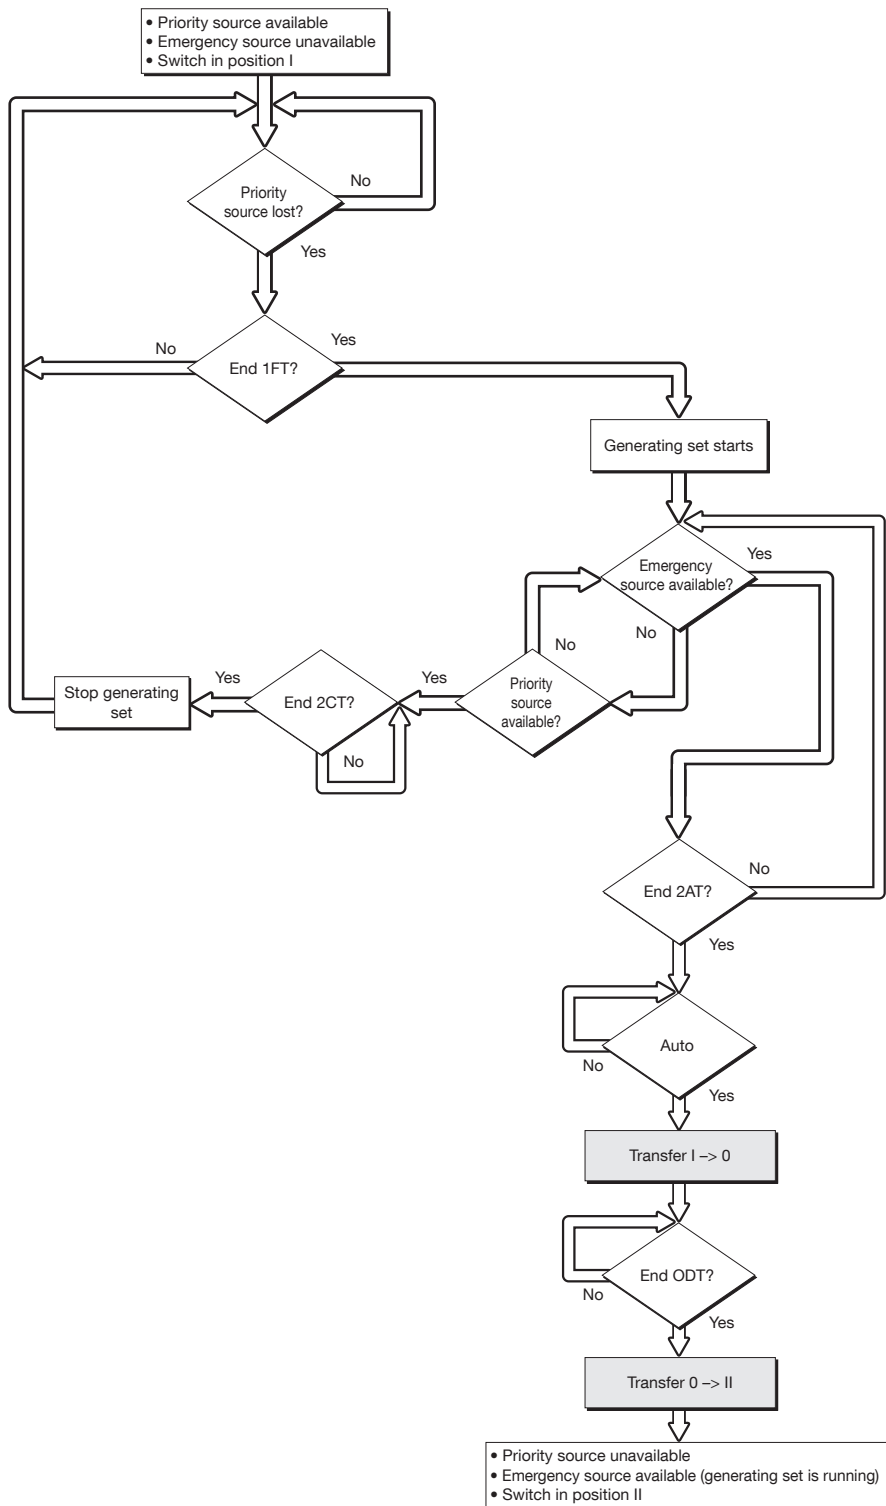 • Priority source available
• Emergency source unavailable
• Switch in position I
Priority
source lost?
No
Yes
End 1FT?
No
Yes
Generating set starts
Emergency
source available?
Yes
No
No
Priority
source
available?
Yes
End 2CT?
No
Yes
Stop generating
set
End 2AT?
No
Yes
Auto
No
Yes
Transfer I –> 0
End ODT?
No
Yes
Transfer 0 –> II
• Priority source unavailable
• Emergency source available (generating set is running)
• Switch in position II